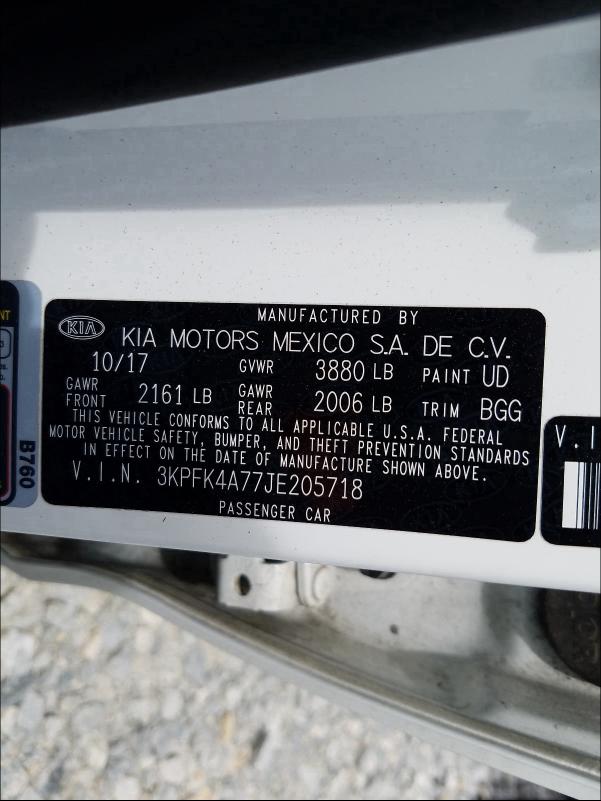 MANUFACTURED BY
KIA
KIA MOTORS MEXICO S.A. DE C.V.
10/17 GVWR 3880 LB PAINT UD
GAWR FRONT 2161 LB GAWR REAR 2006 LB TRIM BGG
THIS VEHICLE CONFORMS TO ALL APPLICABLE U.S.A. FEDERAL
MOTOR VEHICLE SAFETY, BUMPER, AND THEFT PREVENTION STANDARDS
IN EFFECT ON THE DATE OF MANUFACTURE SHOWN ABOVE.
V.I.N. 3KPFK4A77JE205718
PASSENGER CAR
B760
NT
3
V.I